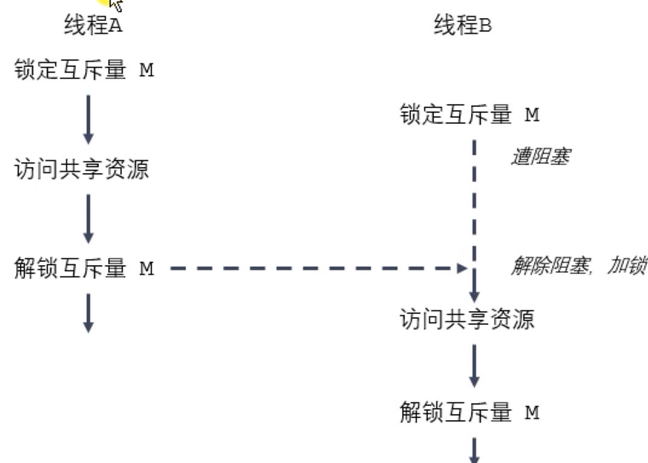 线程A
线程B
锁定互斥量 M
锁定互斥量 M
遭阻塞
访问共享资源
解锁互斥量 M
解除阻塞，加锁
访问共享资源
解锁互斥量 M